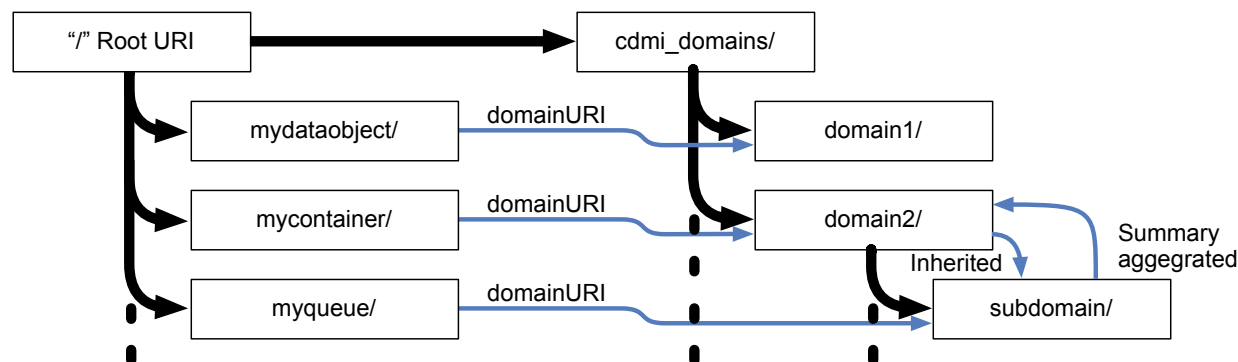 “/” Root URI
cdmi_domains/
mydataobject/
domainURI
domain1/
mycontainer/
domainURI
domain2/
Summary
aggegrated
Inherited
myqueue/
domainURI
subdomain/